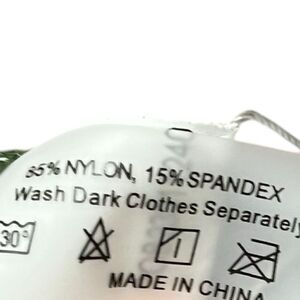 85% NYLON, 15% SPANDEX
Wash Dark Clothes Separately
30°
MADE IN CHINA